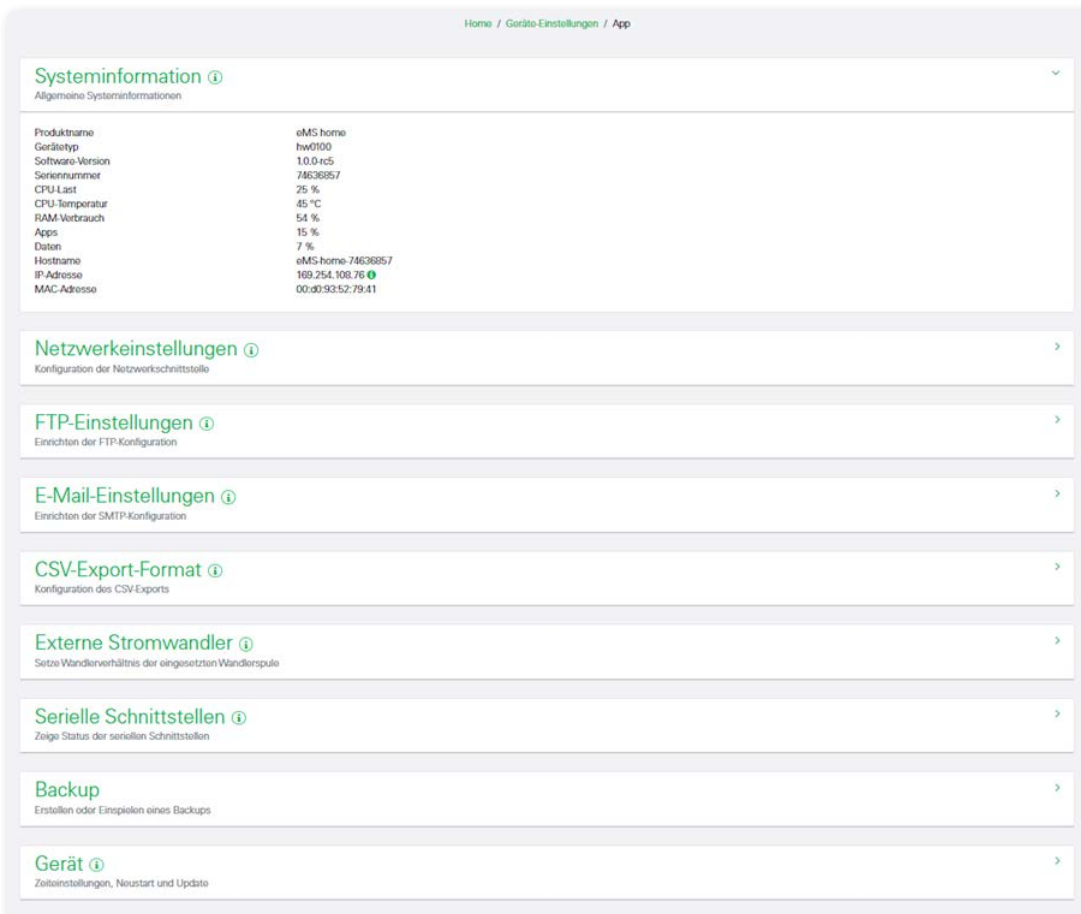 Home / Geräte-Einstellungen / App
Systeminformation
Allgemeine Systeminformationen
Produktname eMS home
Gerätetyp hw0100
Software-Version 1.0.0-rc5
Seriennummer 74636857
CPU-Last 25 %
CPU-Temperatur 45 °C
RAM-Verbrauch 54 %
Apps 15 %
Daten 7 %
Hostname eMS-home-74636857
IP-Adresse 169.254.108.76
MAC-Adresse 00:d0:93:52:79:41
Netzwerkeinstellungen
Konfiguration der Netzwerkschnittstelle
FTP-Einstellungen
Einrichten der FTP-Konfiguration
E-Mail-Einstellungen
Einrichten der SMTP-Konfiguration
CSV-Export-Format
Konfiguration des CSV-Exports
Externe Stromwandler
Setze Wandlerverhältnis der eingesetzten Wandlerspule
Serielle Schnittstellen
Zeige Status der seriellen Schnittstellen
Backup
Erstellen oder Einspielen eines Backups
Gerät
Zeiteinstellungen, Neustart und Update